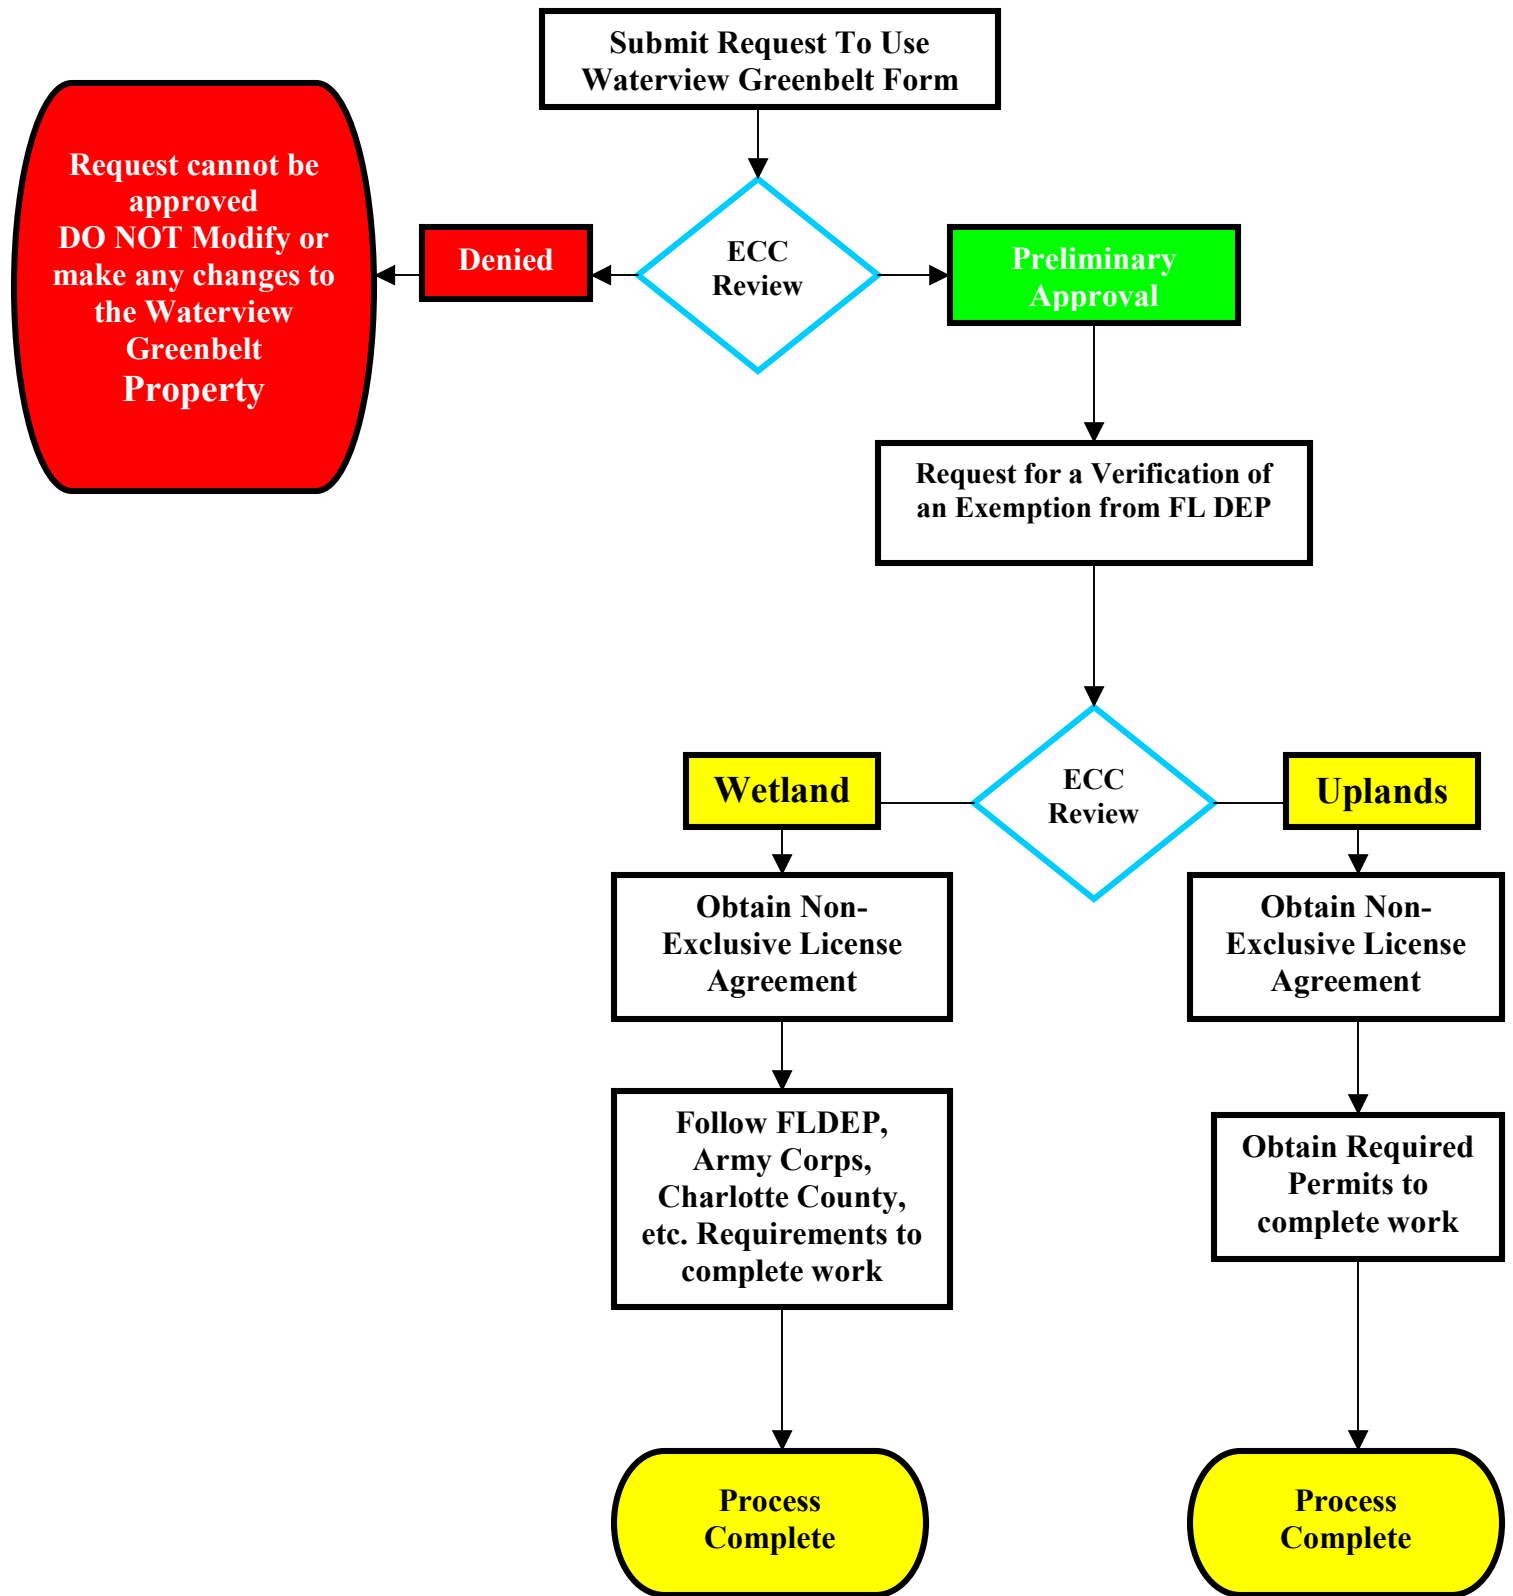 Submit Request To Use
Waterview Greenbelt Form
Request cannot be
approved
DO NOT Modify or
make any changes to
the Waterview
Greenbelt
Property
Denied
ECC
Review
Preliminary
Approval
Request for a Verification of
an Exemption from FL DEP
Wetland
ECC
Review
Uplands
Obtain Non-
Exclusive License
Agreement
Obtain Non-
Exclusive License
Agreement
Follow FLDEP,
Army Corps,
Charlotte County,
etc. Requirements to
complete work
Obtain Required
Permits to
complete work
Process
Complete
Process
Complete